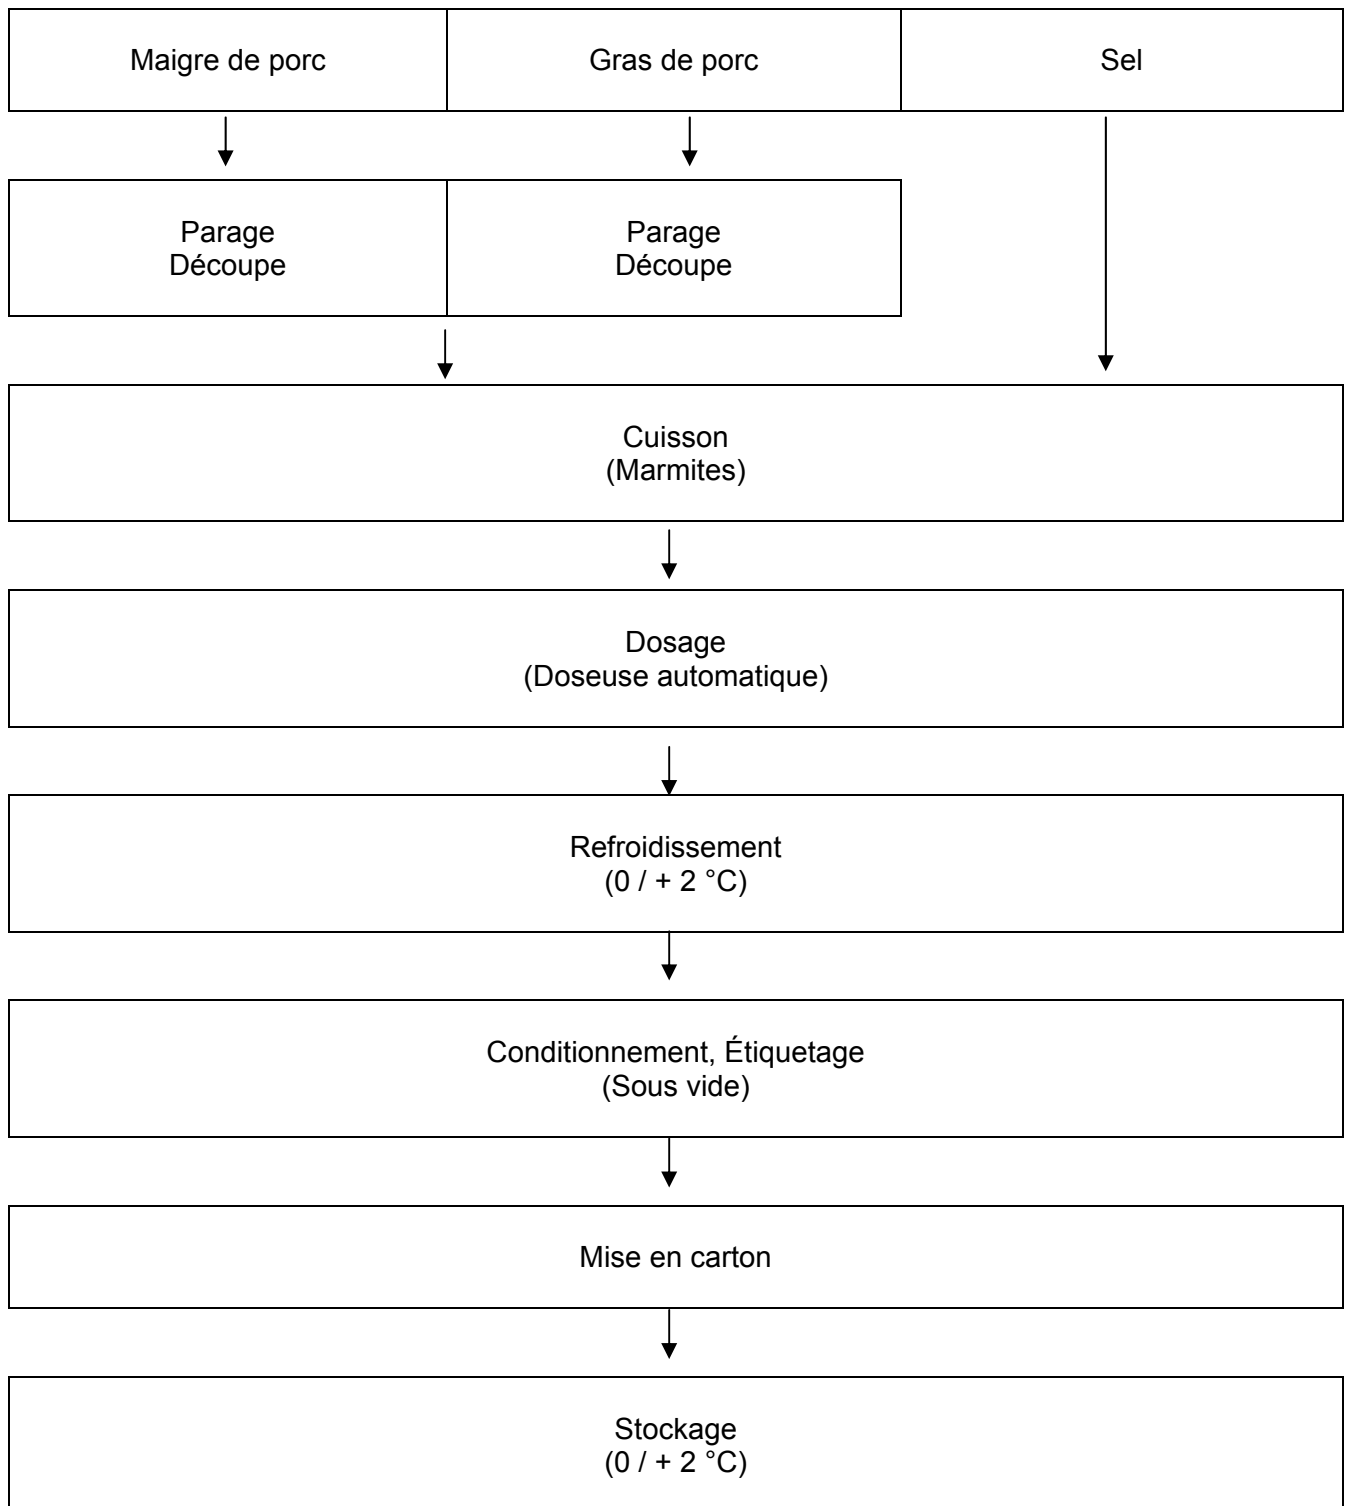 Maigre de porc
Gras de porc
Sel
Parage
Découpe
Parage
Découpe
Cuisson
(Marmites)
Dosage
(Doseuse automatique)
Refroidissement
(0 / + 2 °C)
Conditionnement, Étiquetage
(Sous vide)
Mise en carton
Stockage
(0 / + 2 °C)